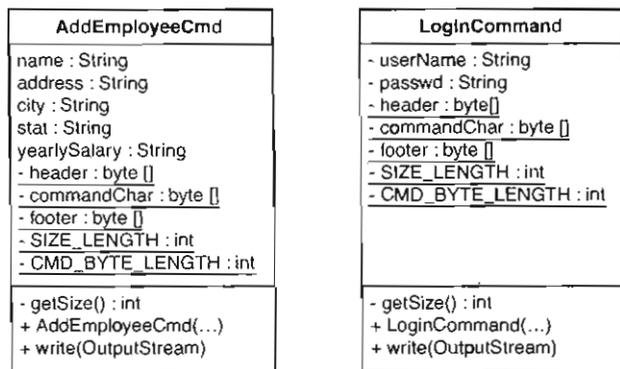 AddEmployeeCmd
name : String
address : String
city : String
stat : String
yearlySalary : String
- header : byte []
- commandChar : byte []
- footer : byte []
- SIZE_LENGTH : int
- CMD_BYTE_LENGTH : int
- getSize() : int
+ AddEmployeeCmd(...)
+ write(OutputStream)
LoginCommand
- userName : String
- passwd : String
- header : byte[]
- commandChar : byte []
- footer : byte []
- SIZE_LENGTH : int
- CMD_BYTE_LENGTH : int
- getSize() : int
+ LoginCommand(...)
+ write(OutputStream)